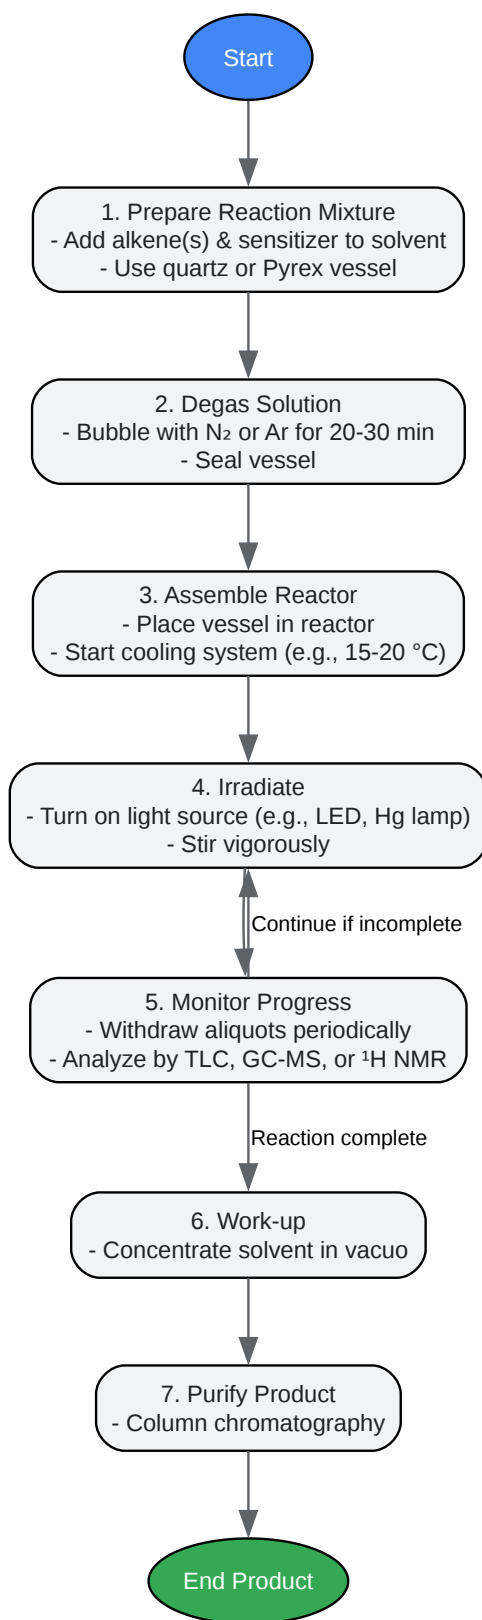 Start
1. Prepare Reaction Mixture
- Add alkene(s) & sensitizer to solvent
- Use quartz or Pyrex vessel
2. Degas Solution
- Bubble with N₂ or Ar for 20-30 min
- Seal vessel
3. Assemble Reactor
- Place vessel in reactor
- Start cooling system (e.g., 15-20 °C)
4. Irradiate
- Turn on light source (e.g., LED, Hg lamp)
- Stir vigorously
Continue if incomplete
5. Monitor Progress
- Withdraw aliquots periodically
- Analyze by TLC, GC-MS, or ¹H NMR
Reaction complete
6. Work-up
- Concentrate solvent in vacuo
7. Purify Product
- Column chromatography
End Product